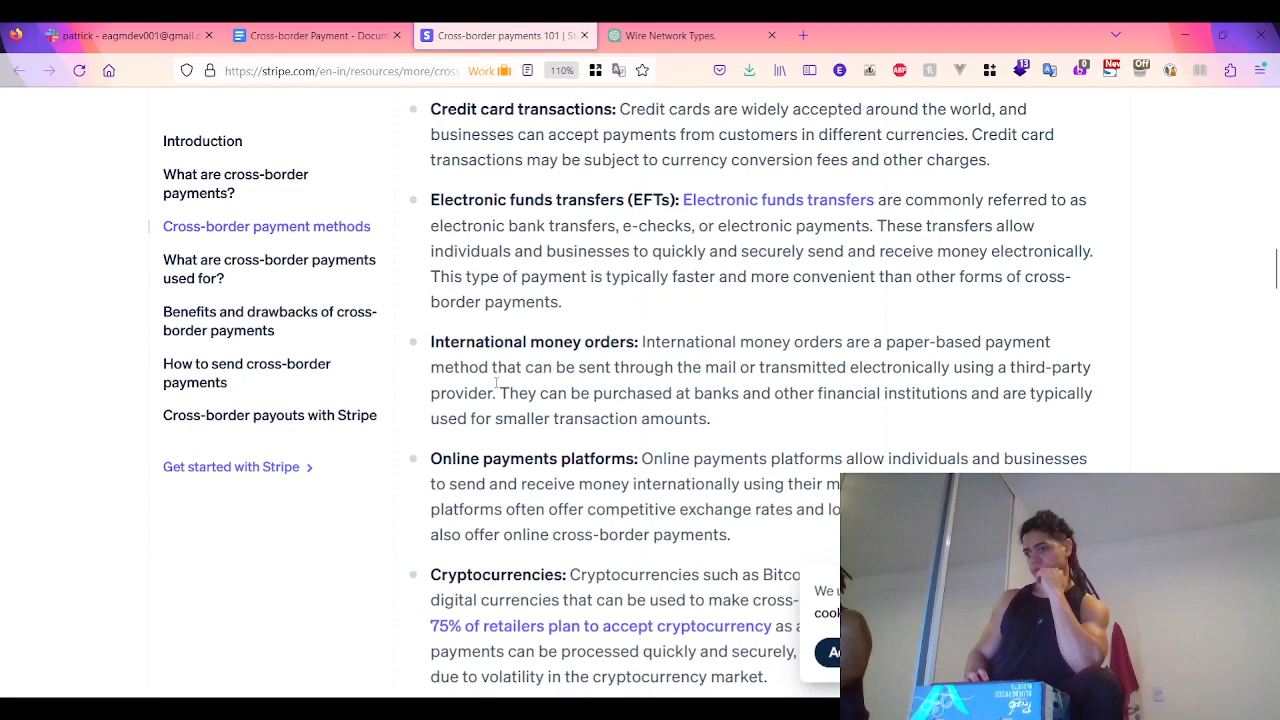 patrick - eaqmdev001@gmail.com
Cross-border Payment - Docum
Cross-border payments 101 | S
Wire Network Types.
https://stripe.com/en-in/resources/more/cross
Work
110%
13
0
New
Off
Introduction
What are cross-border
payments?
Cross-border payment methods
What are cross-border payments
used for?
Benefits and drawbacks of cross-
border payments
How to send cross-border
payments
Cross-border payouts with Stripe
Get started with Stripe
Credit card transactions: Credit cards are widely accepted around the world, and
businesses can accept payments from customers in different currencies. Credit card
transactions may be subject to currency conversion fees and other charges.
Electronic funds transfers (EFTs): Electronic funds transfers are commonly referred to as
electronic bank transfers, e-checks, or electronic payments. These transfers allow
individuals and businesses to quickly and securely send and receive money electronically.
This type of payment is typically faster and more convenient than other forms of cross-
border payments.
International money orders: International money orders are a paper-based payment
method that can be sent through the mail or transmitted electronically using a third-party
provider. They can be purchased at banks and other financial institutions and are typically
used for smaller transaction amounts.
Online payments platforms: Online payments platforms allow individuals and businesses
to send and receive money internationally using their m
platforms often offer competitive exchange rates and lo
also offer online cross-border payments.
Cryptocurrencies: Cryptocurrencies such as Bitco
digital currencies that can be used to make cross-
75% of retailers plan to accept cryptocurrency as a
payments can be processed quickly and securely,
due to volatility in the cryptocurrency market.
We u
cook
A